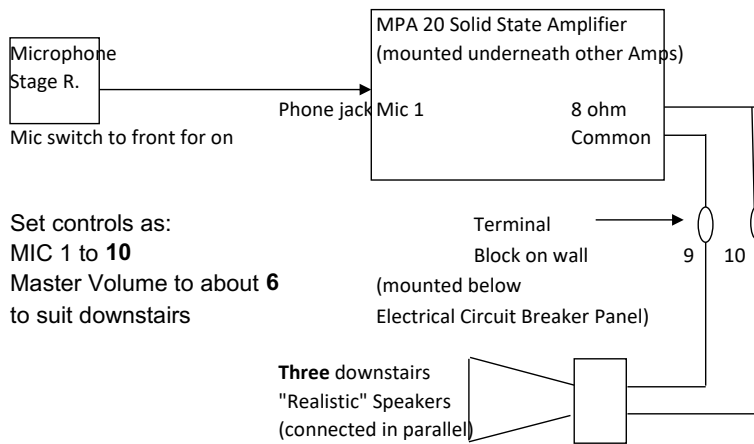 MPA 20 Solid State Amplifier
(mounted underneath other Amps)
Microphone
Stage R.
Phone jack
Mic 1
8 ohm
Common
Mic switch to front for on
Set controls as:
MIC 1 to 10
Master Volume to about 6
to suit downstairs
Terminal
Block on wall
9
10
(mounted below
Electrical Circuit Breaker Panel)
Three downstairs
"Realistic" Speakers
(connected in parallel)